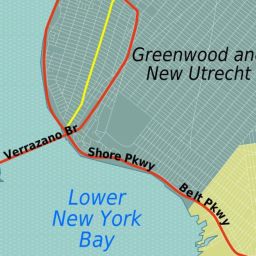 Greenwood and
New Utrecht
Verrazano Br
Shore Pkwy
Belt Pkwy
Lower
New York
Bay